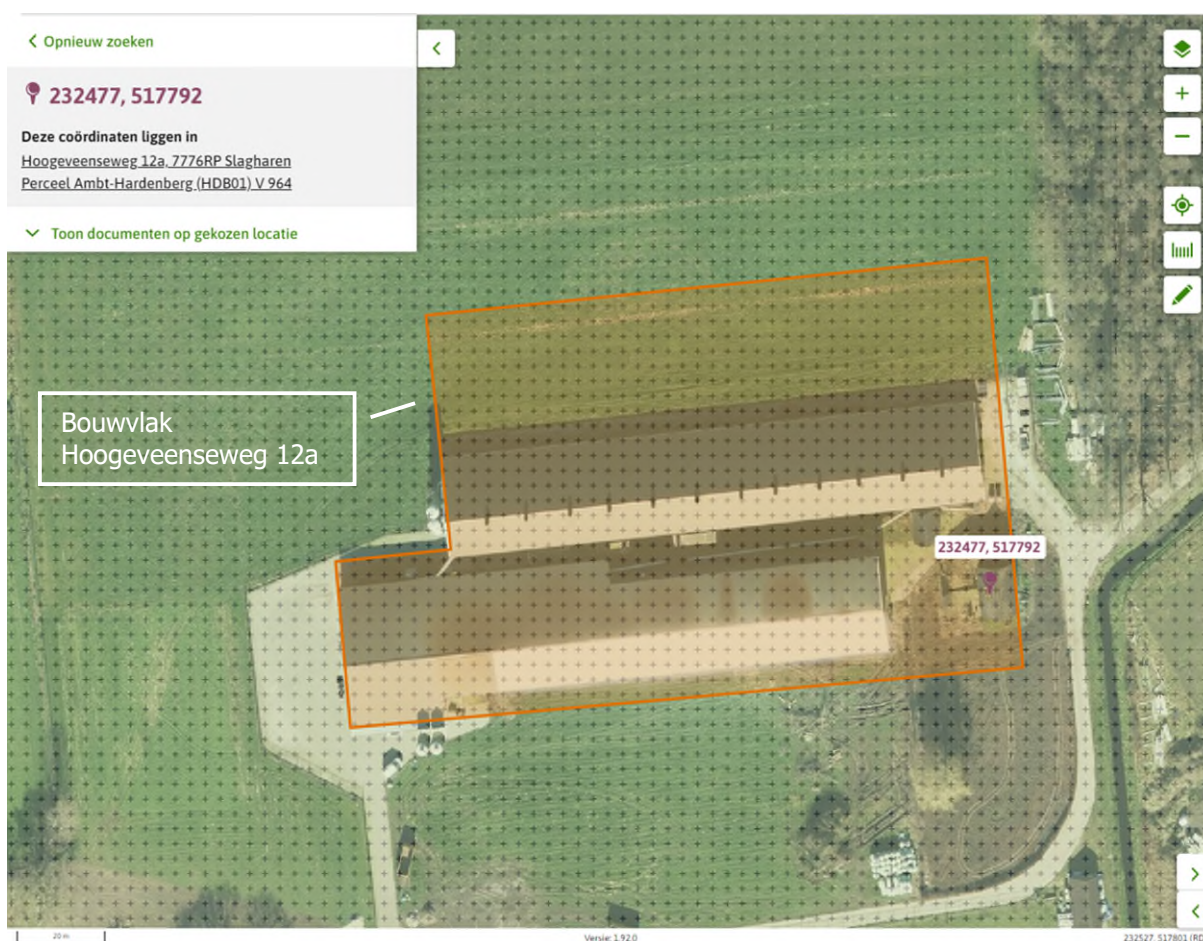 Opnieuw zoeken
232477, 517792
Deze coördinaten liggen in
Hoogeveenseweg 12a, 7776RP Slagharen
Perceel Ambt-Hardenberg (HDB01) V 964
Toon documenten op gekozen locatie
Bouwvlak
Hoogeveenseweg 12a
232477, 517792
20 m
Versie: 1.92.0
232527, 517801 (RD